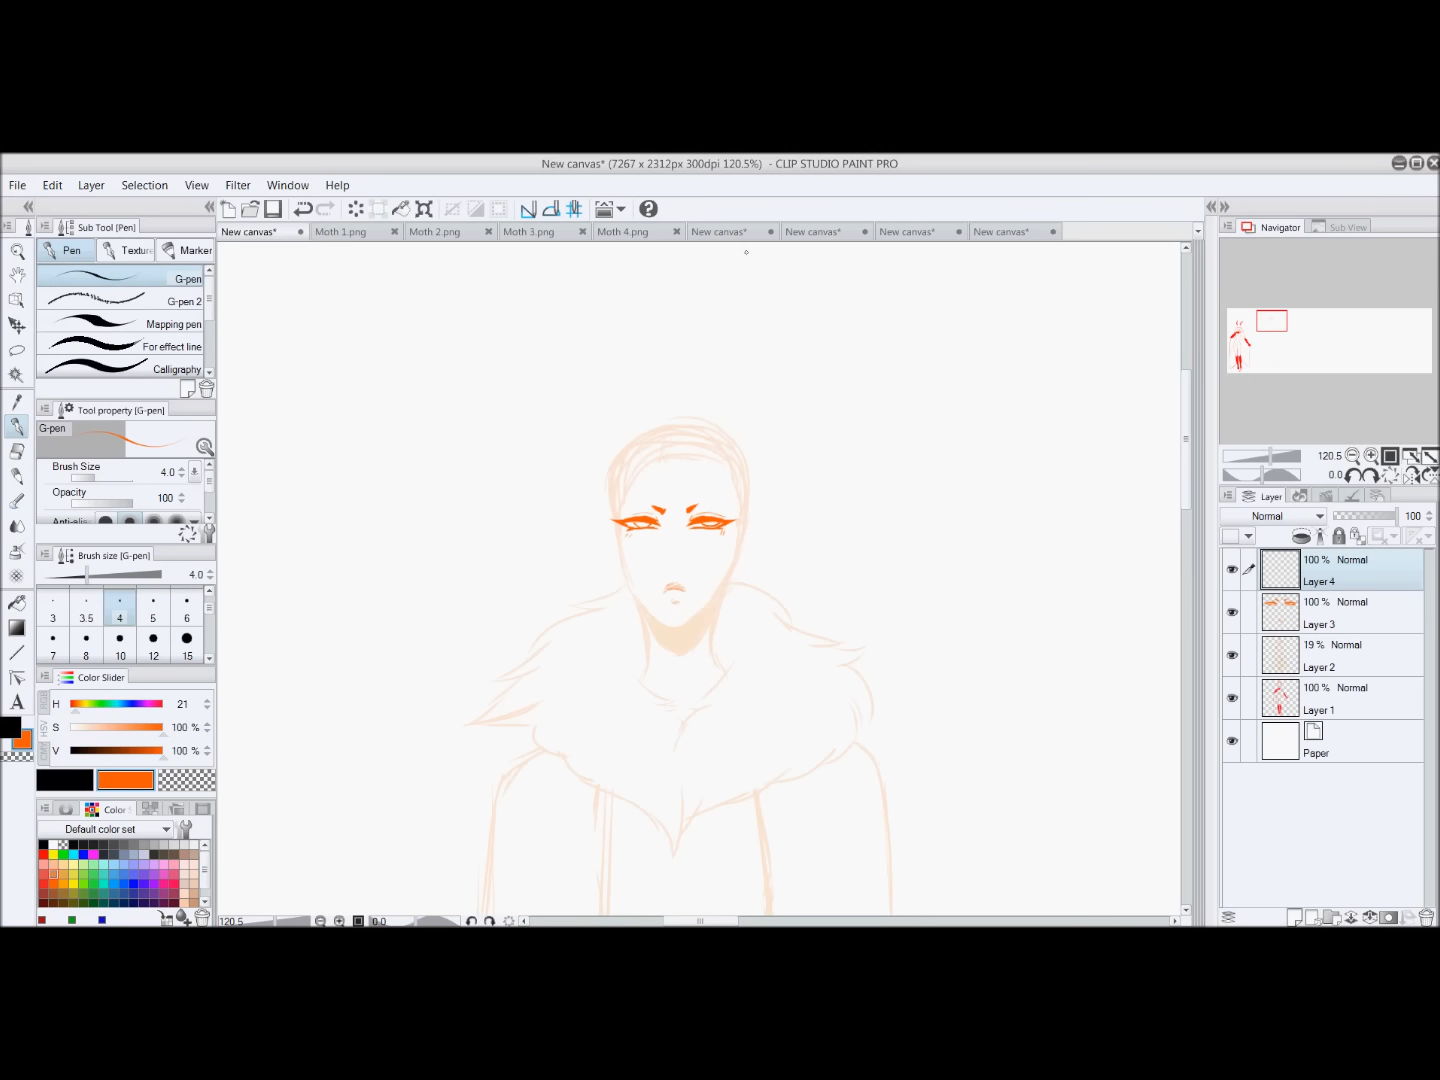 New canvas* (7267 x 2312px 300dpi 120.5%) - CLIP STUDIO PAINT PRO
File Edit Layer Selection View Filter Window Help
Sub Tool [Pen]
New canvas* Moth 1.png Moth 2.png Moth 3.png Moth 4.png New canvas* New canvas* New canvas* New canvas*
Navigator Sub View
Pen Texture Marker
G-pen
G-pen 2
Mapping pen
For effect line
Calligraphy
Tool property [G-pen]
G-pen
Brush Size 4.0
Opacity 100
Brush size [G-pen]
4.0
3 3.5 4 5 6
7 8 10 12 15
Color Slider
RGB
HSV
H 21
S 100 %
V 100 %
A
Color
Default color set
120.5 0.0
120.5
0.0
Layer
Normal 100
100 % Normal
Layer 4
100 % Normal
Layer 3
19 % Normal
Layer 2
100 % Normal
Layer 1
Paper